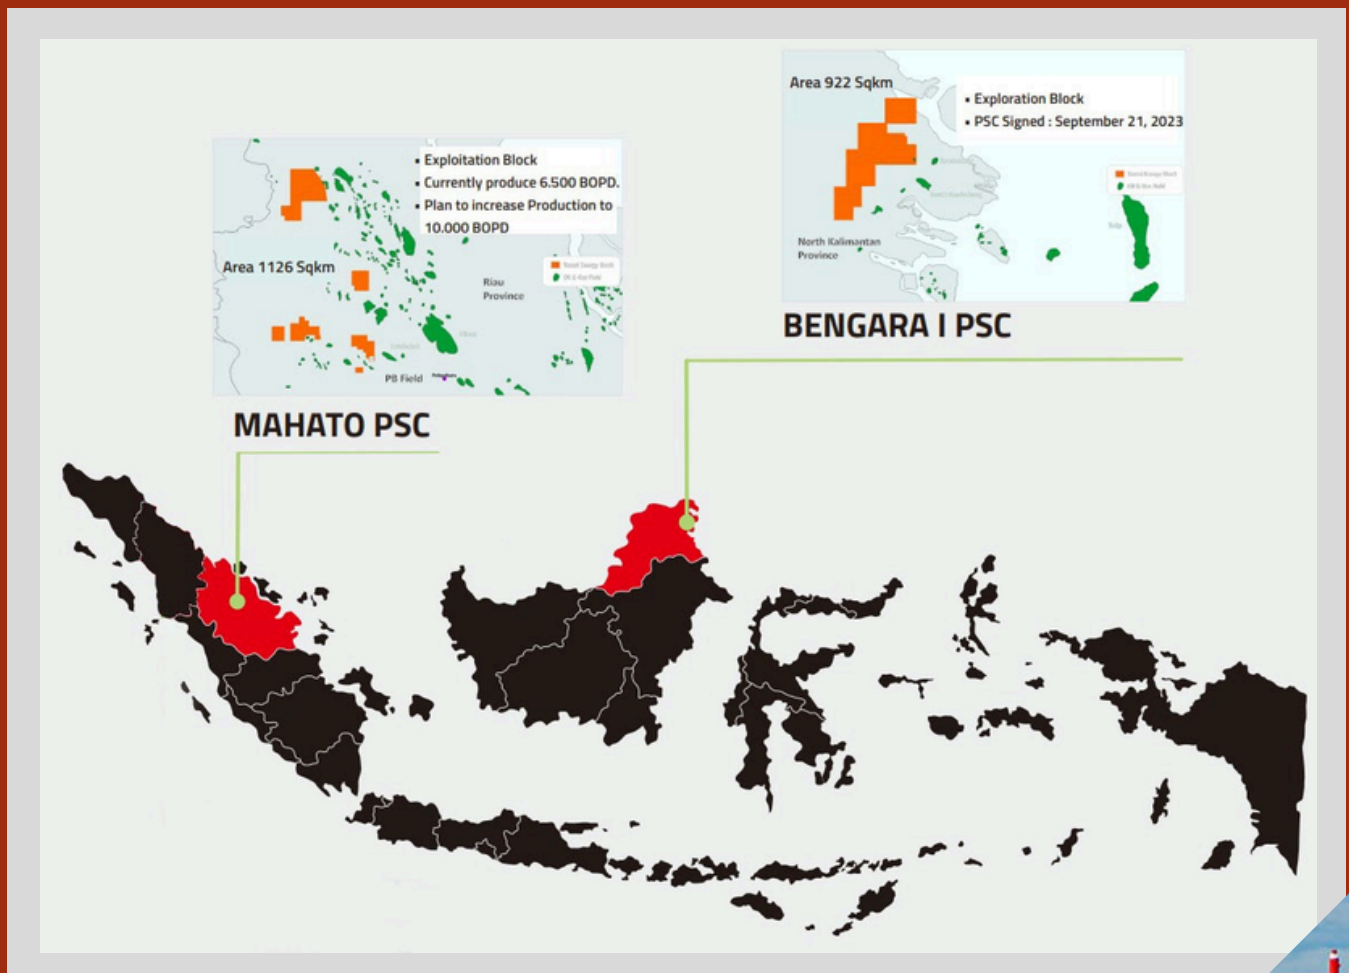 Area 922 Sqkm
▪ Exploration Block
▪ PSC Signed : September 21, 2023
North Kalimantan
Province
BENGARA I PSC
▪ Exploitation Block
▪ Currently produce 6.500 BOPD.
▪ Plan to increase Production to
10.000 BOPD
Area 1126 Sqkm
Riau
Province
PB Field
MAHATO PSC